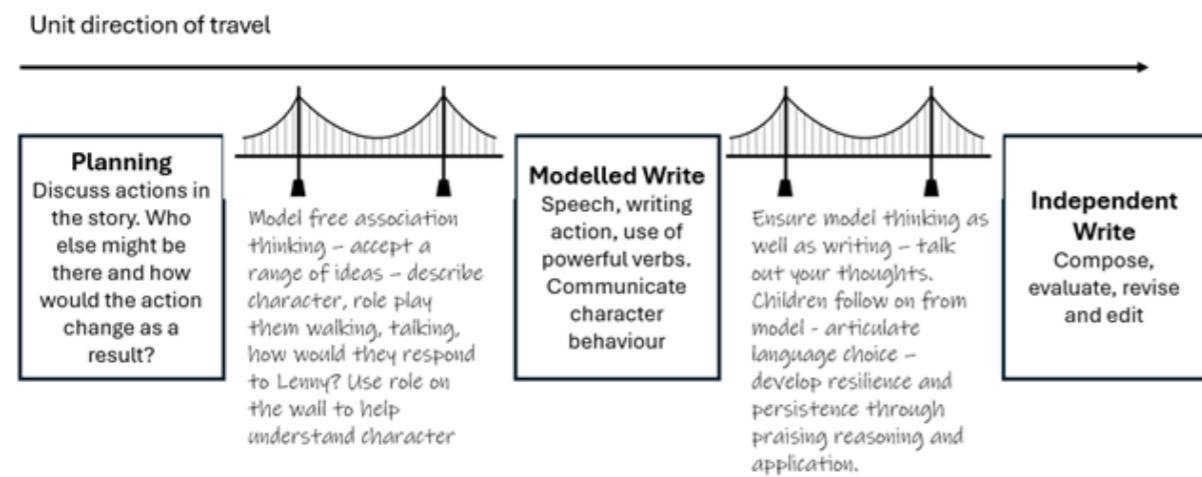 Unit direction of travel
Planning
Discuss actions in
the story. Who
else might be
there and how
would the action
change as a
result?
Model free association
thinking – accept a
range of ideas – describe
character, role play
them walking, talking,
how would they respond
to Lenny? Use role on
the wall to help
understand character
Modelled Write
Speech, writing
action, use of
powerful verbs.
Communicate
character
behaviour
Ensure model thinking as
well as writing – talk
out your thoughts.
Children follow on from
model - articulate
language choice –
develop resilience and
persistence through
praising reasoning and
application.
Independent
Write
Compose,
evaluate, revise
and edit